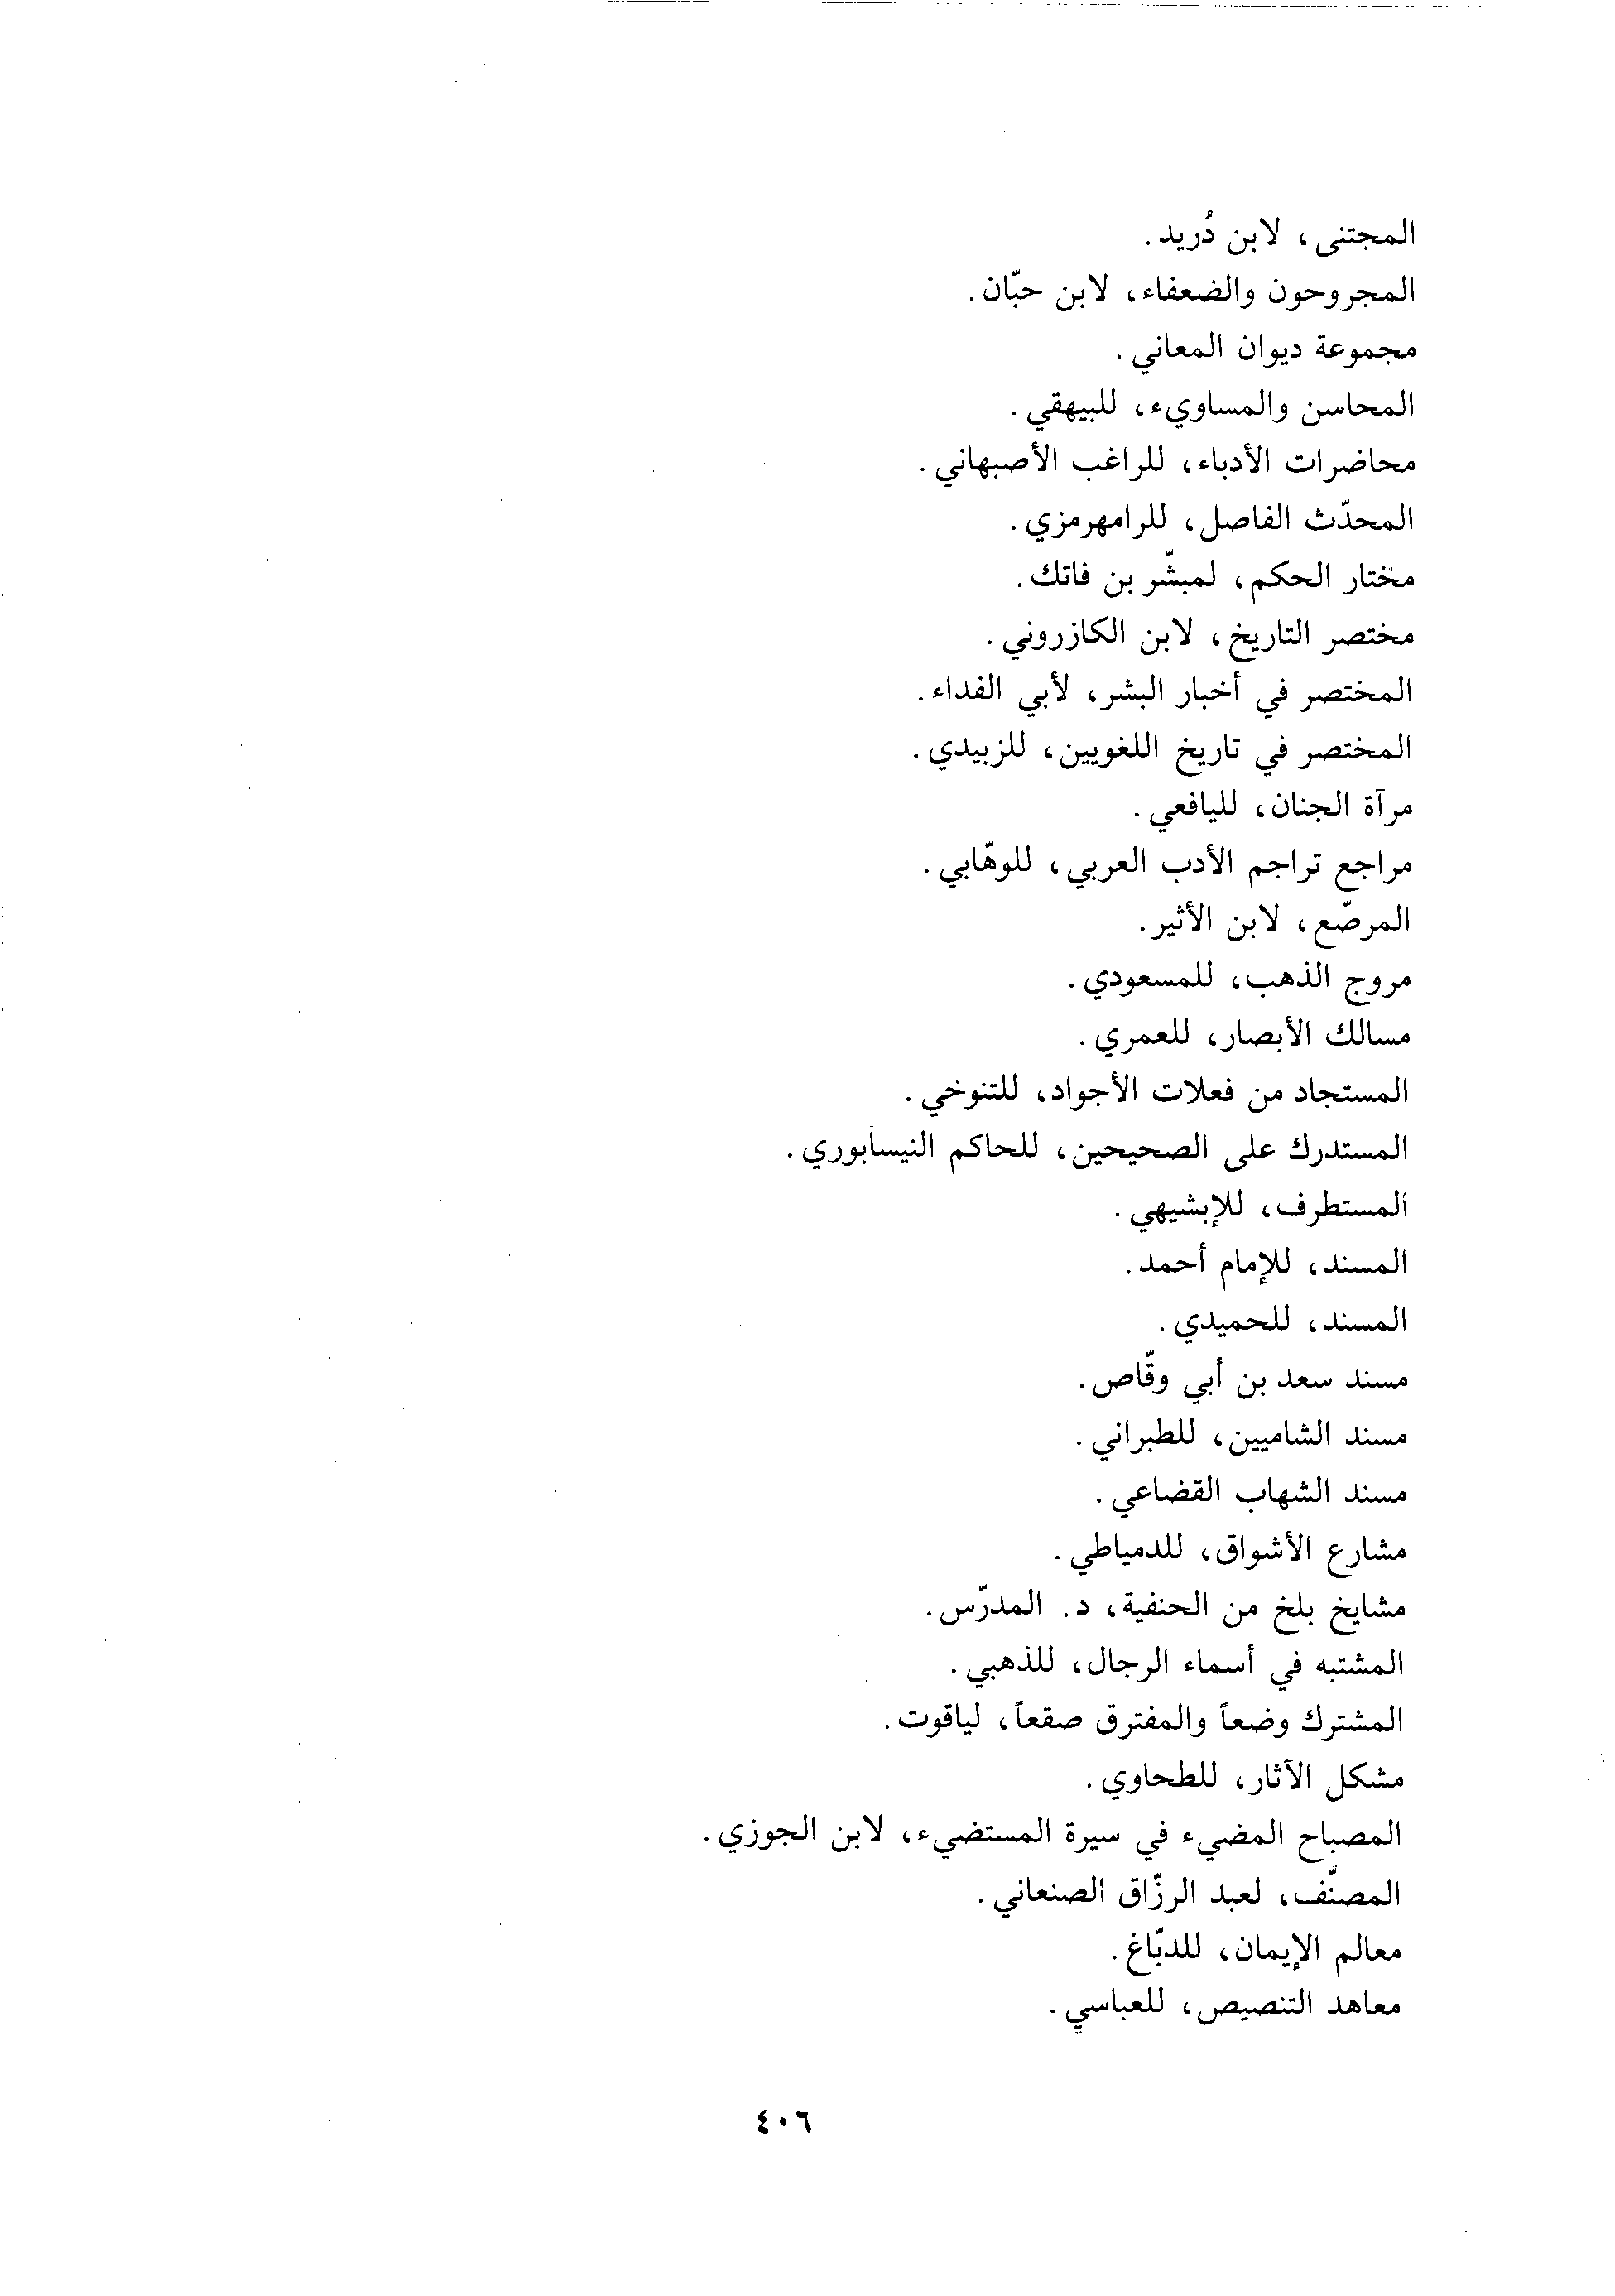 المجتنى، لابن دُريد.
المجروحون والضعفاء، لابن حبّان.
مجموعة ديوان المعاني.
المحاسن والمساويء، للبيهقي.
محاضرات الأدباء، للراغب الأصبهاني.
المحدّث الفاصل، للرامهرمزي.
مختار الحكم، لمبشّر بن فاتك.
مختصر التاريخ، لابن الكازروني.
المختصر في أخبار البشر، لأبي الفداء.
المختصر في تاريخ اللغويين، للزبيدي.
مرآة الجنان، لليافعي.
مراجع تراجم الأدب العربي، للوهّابي.
المرصّع، لابن الأثير.
مروج الذهب، للمسعودي.
مسالك الأبصار، للعمري.
المستجاد من فعلات الأجواد، للتنوخي.
المستدرك على الصحيحين، للحاكم النيسابوري.
المستطرف، للإبشيهي.
المسند، للإمام أحمد.
المسند، للحميدي.
مسند سعد بن أبي وقّاص.
مسند الشاميين، للطبراني.
مسند الشهاب القضاعي.
مشارع الأشواق، للدمياطي.
مشايخ بلخ من الحنفية، د. المدرّس.
المشتبه في أسماء الرجال، للذهبي.
المشترك وضعاً والمفترق صقعاً، لياقوت.
مشكل الآثار، للطحاوي.
المصباح المضيء في سيرة المستضيء، لابن الجوزي.
المصنّف، لعبد الرزّاق الصنعاني.
معالم الإيمان، للدبّاغ.
معاهد التنصيص، للعباسي.
٤٠٦